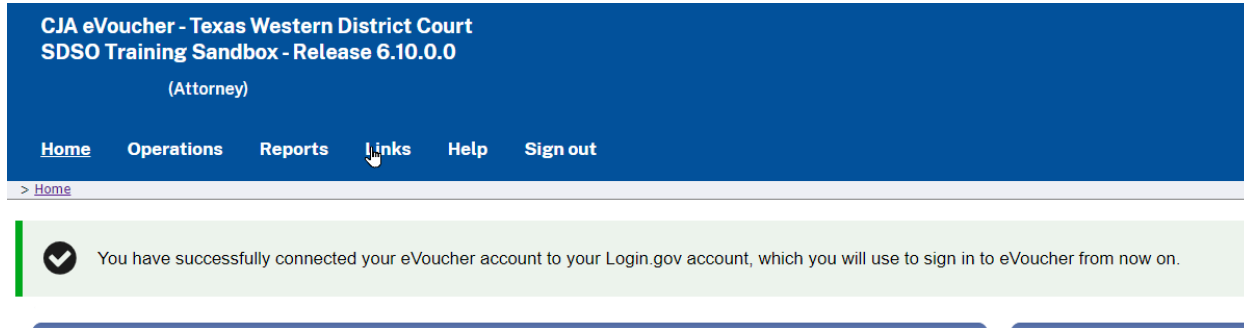 CJA eVoucher - Texas Western District Court
SDSO Training Sandbox - Release 6.10.0.0
(Attorney)
Home Operations Reports Links Help Sign out
> Home
You have successfully connected your eVoucher account to your Login.gov account, which you will use to sign in to eVoucher from now on.